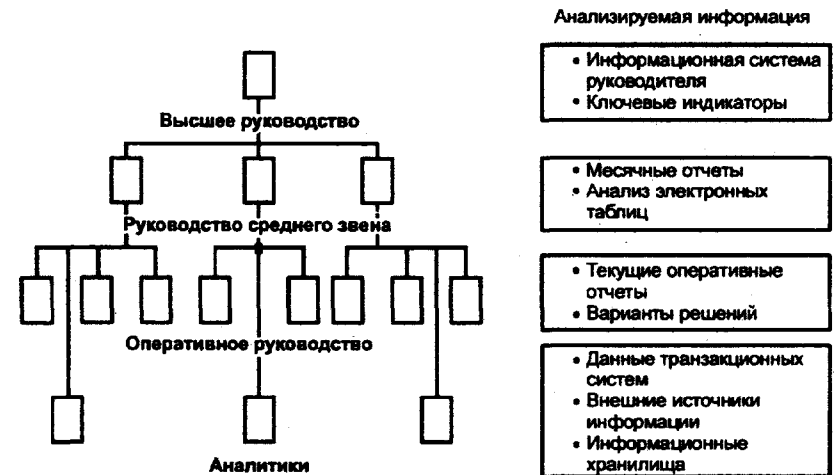 Анализируемая информация
• Информационная система
руководителя
• Ключевые индикаторы
Высшее руководство
• Месячные отчеты
• Анализ электронных
таблиц
Руководство среднего звена
• Текущие оперативные
отчеты
• Варианты решений
Оперативное руководство
• Данные транзакционных
систем
• Внешние источники
информации
• Информационные
хранилища
Аналитики